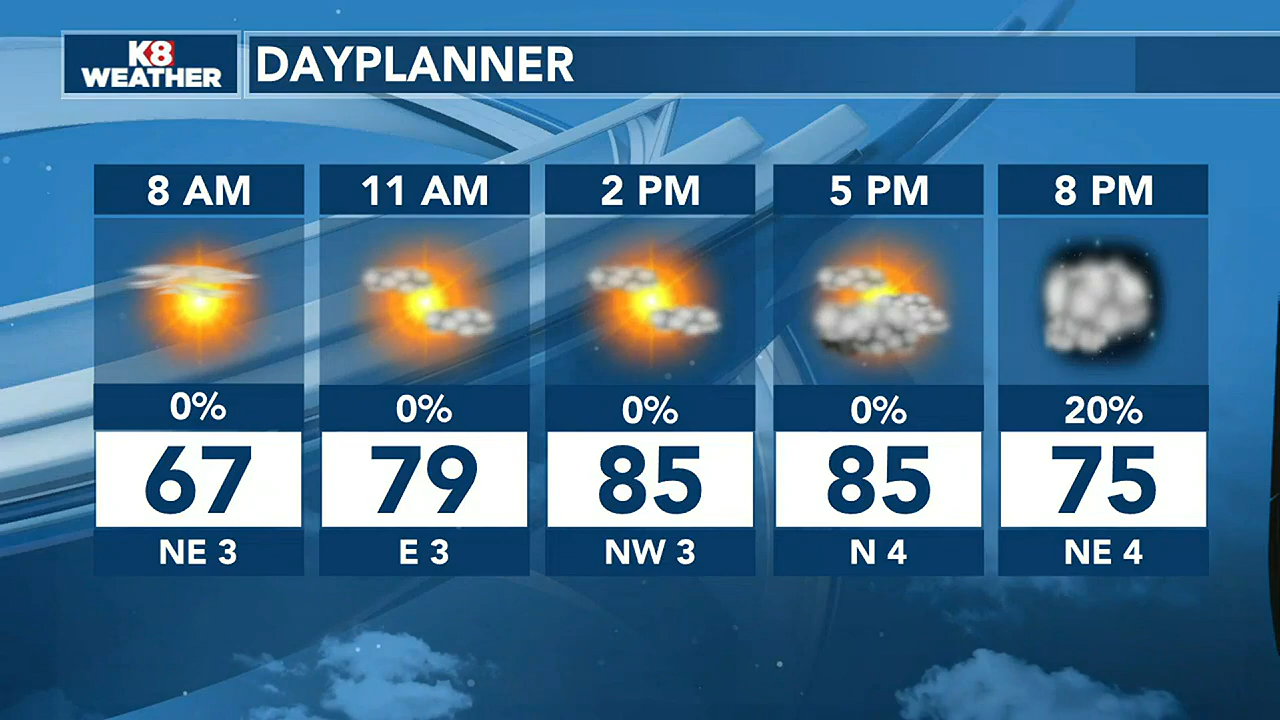 K8
WEATHER
DAYPLANNER
8 AM
11 AM
2 PM
5 PM
8 PM
0%
0%
0%
0%
20%
67
79
85
85
75
NE 3
E 3
NW 3
N 4
NE 4